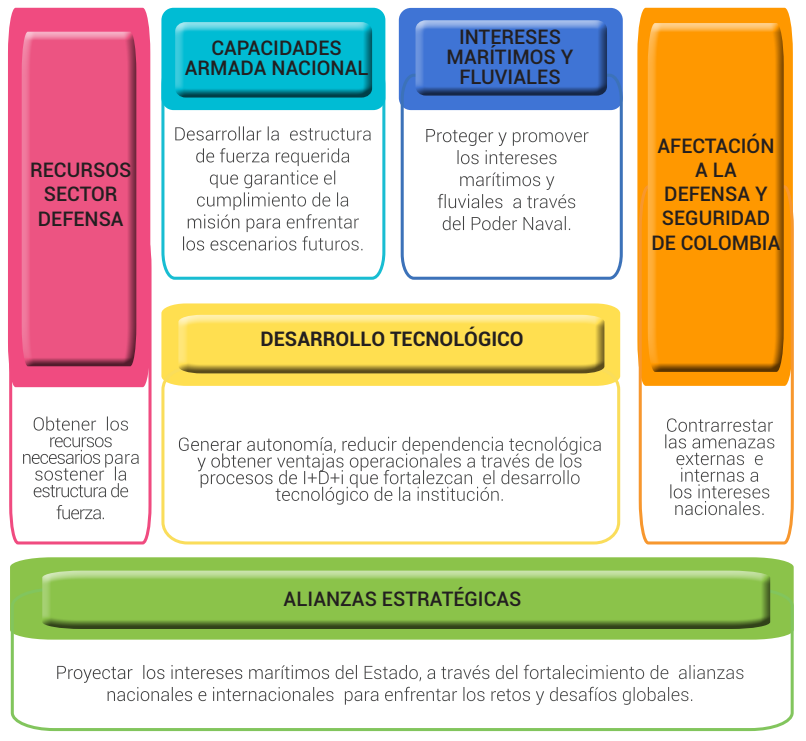 RECURSOS
SECTOR
DEFENSA
Obtener los
recursos
necesarios para
sostener la
estructura de
fuerza.
CAPACIDADES
ARMADA NACIONAL
Desarrollar la estructura
de fuerza requerida
que garantice el
cumplimiento de la
misión para enfrentar
los escenarios futuros.
INTERESES
MARÍTIMOS Y
FLUVIALES
Proteger y promover
los intereses
marítimos y
fluviales a través
del Poder Naval.
AFECTACIÓN
A LA
DEFENSA Y
SEGURIDAD
DE COLOMBIA
Contrarrestar
las amenazas
externas e
internas a
los intereses
nacionales.
DESARROLLO TECNOLÓGICO
Generar autonomía, reducir dependencia tecnológica
y obtener ventajas operacionales a través de los
procesos de I+D+i que fortalezcan el desarrollo
tecnológico de la institución.
ALIANZAS ESTRATÉGICAS
Proyectar los intereses marítimos del Estado, a través del fortalecimiento de alianzas
nacionales e internacionales para enfrentar los retos y desafíos globales.